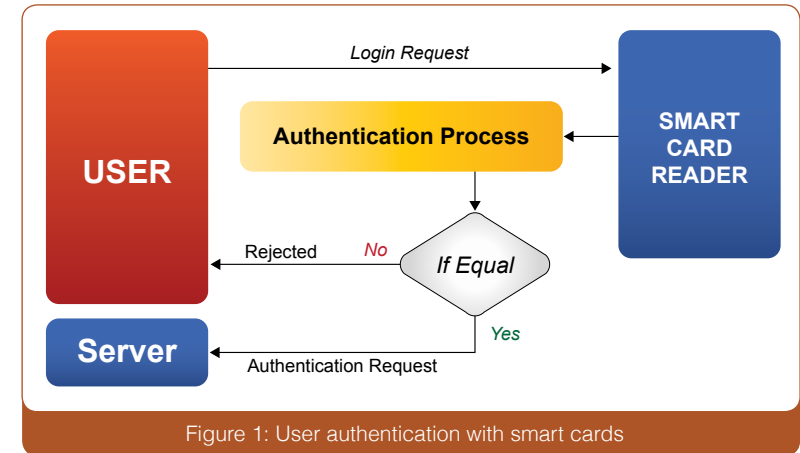 Login Request
USER
SMART
CARD
READER
Authentication Process
If Equal
No
Rejected
Yes
Server
Authentication Request
Figure 1: User authentication with smart cards